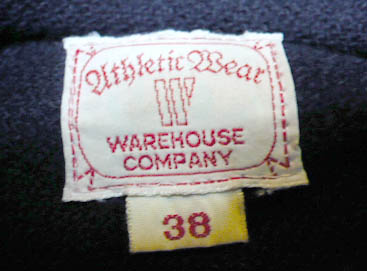 Athletic Wear
W
WAREHOUSE
COMPANY
38